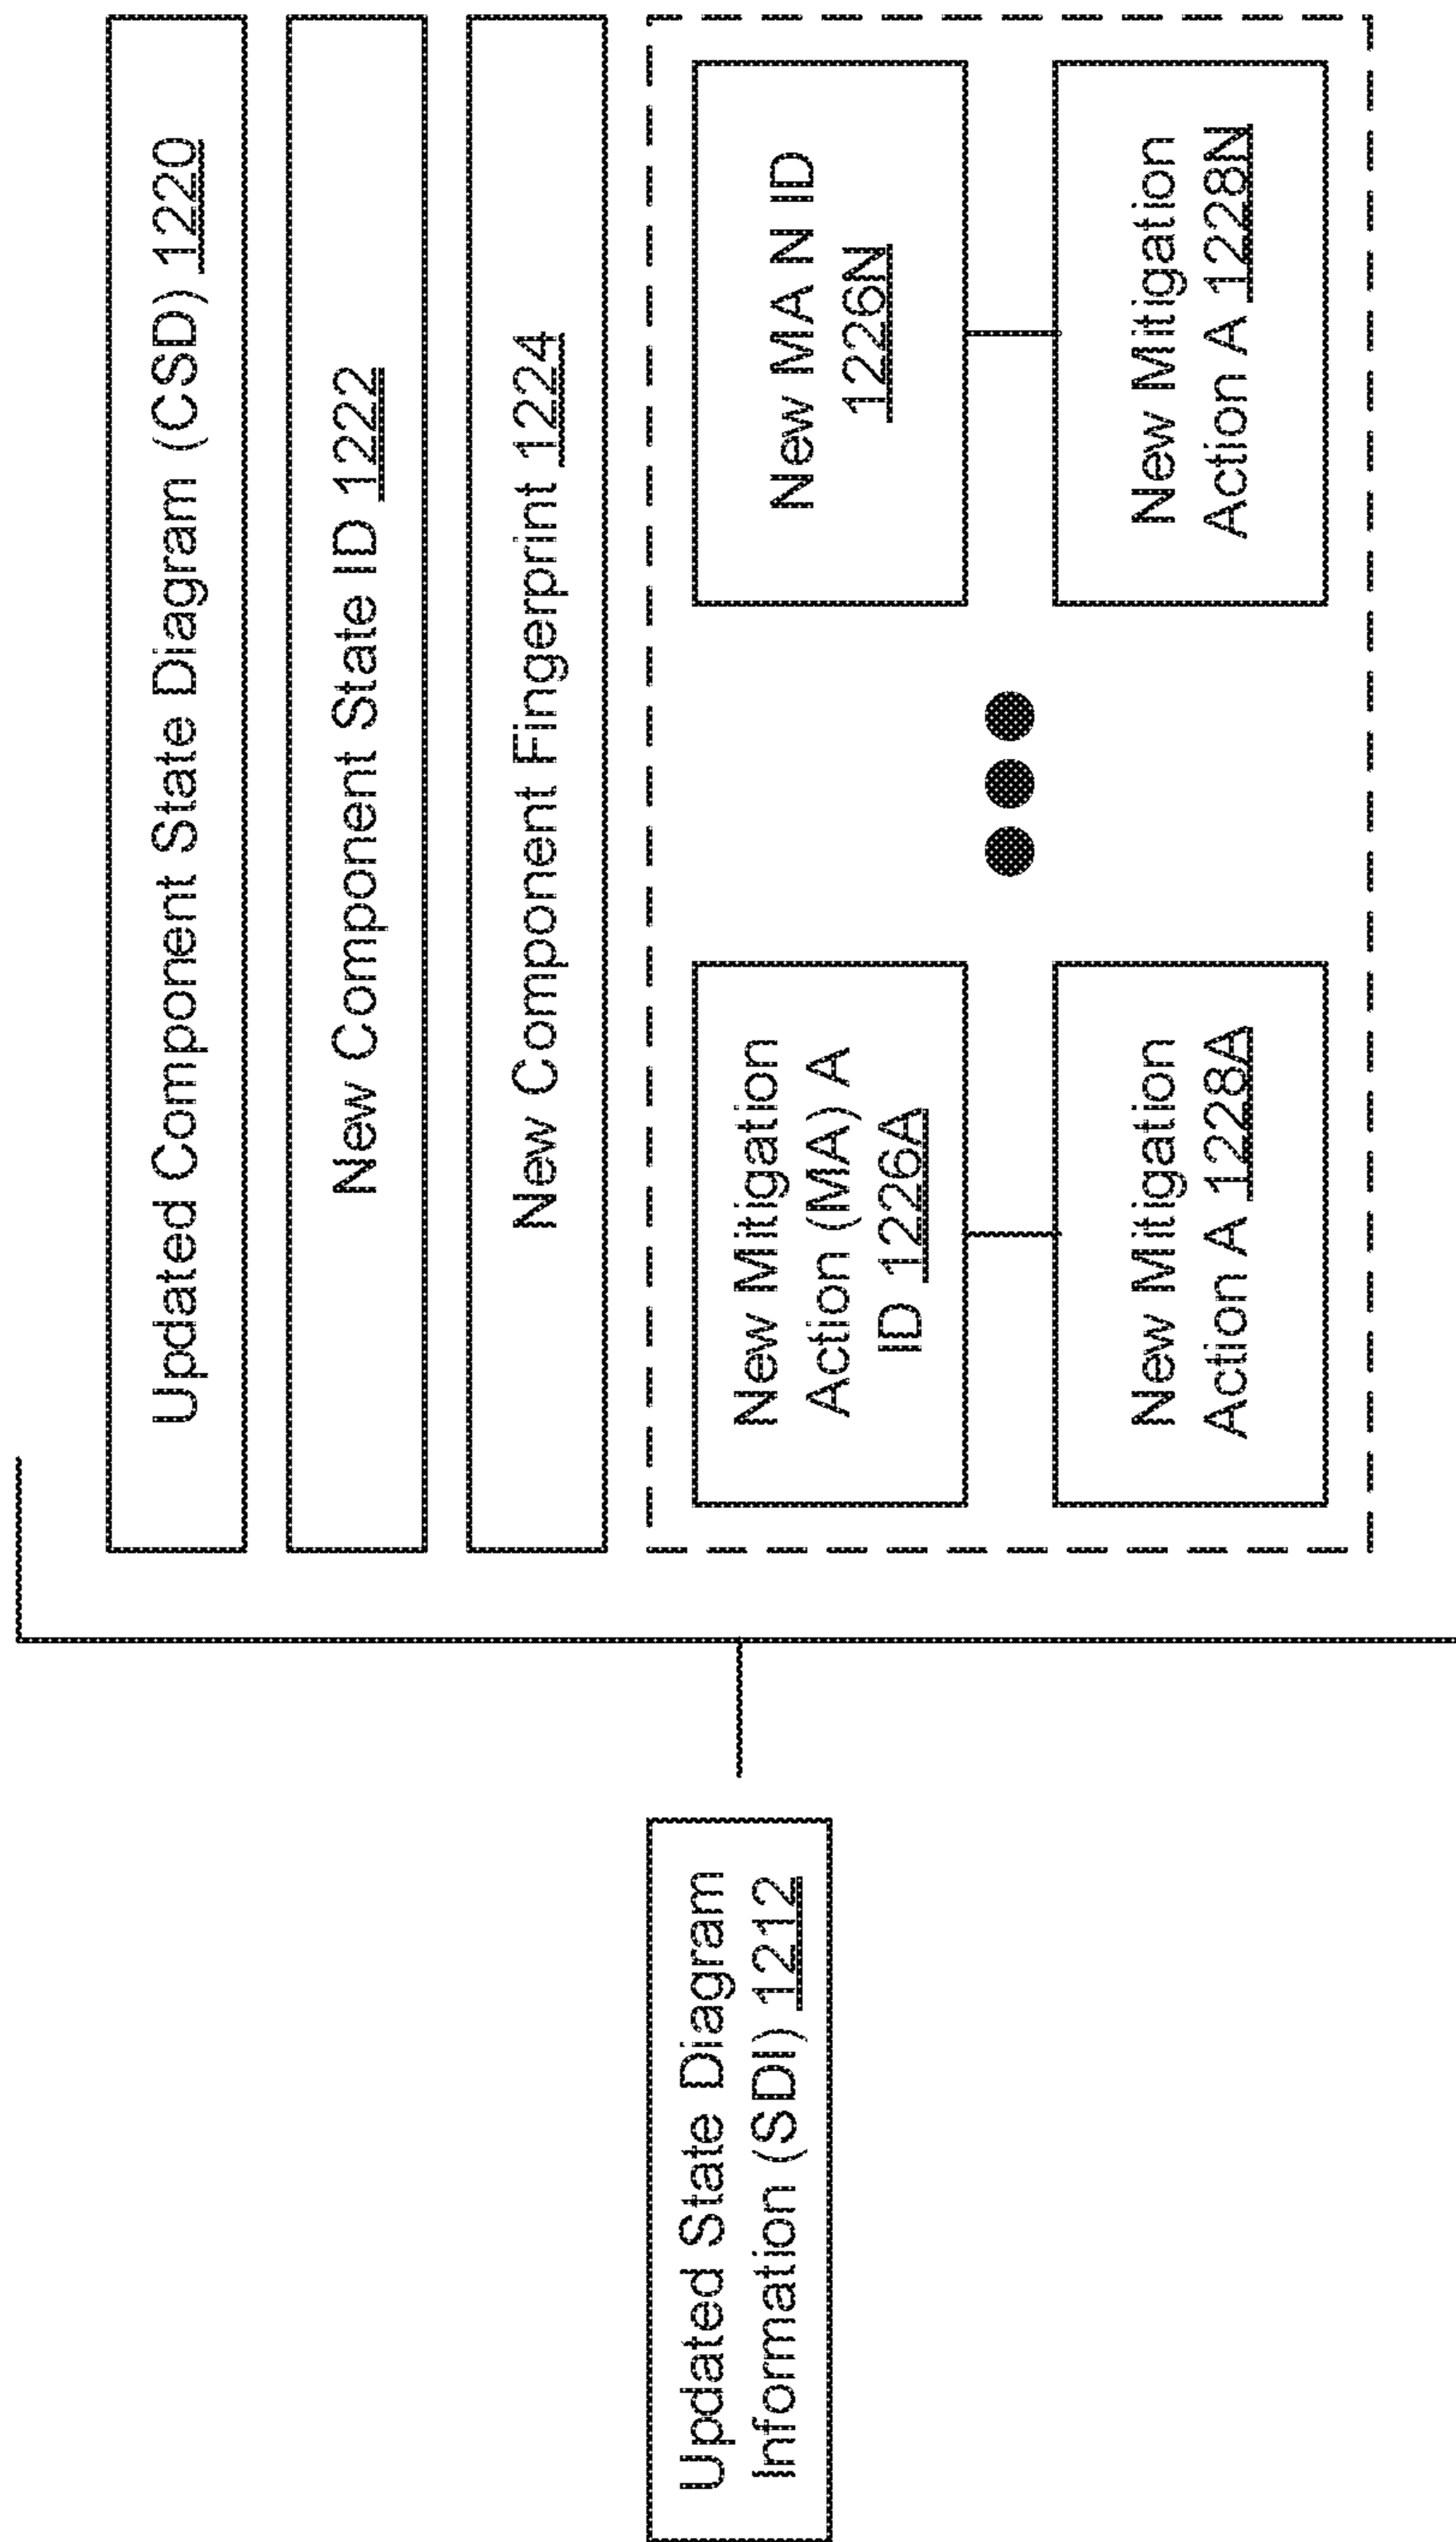 Updated State Diagram
Information (SDI) 1212
Updated Component State Diagram (CSD) 1220
New Component State ID 1222
New Component Fingerprint 1224
New Mitigation
Action (MA) A
ID 1226A
New MA N ID
1226N
New Mitigation
Action A 1228A
New Mitigation
Action A 1228N